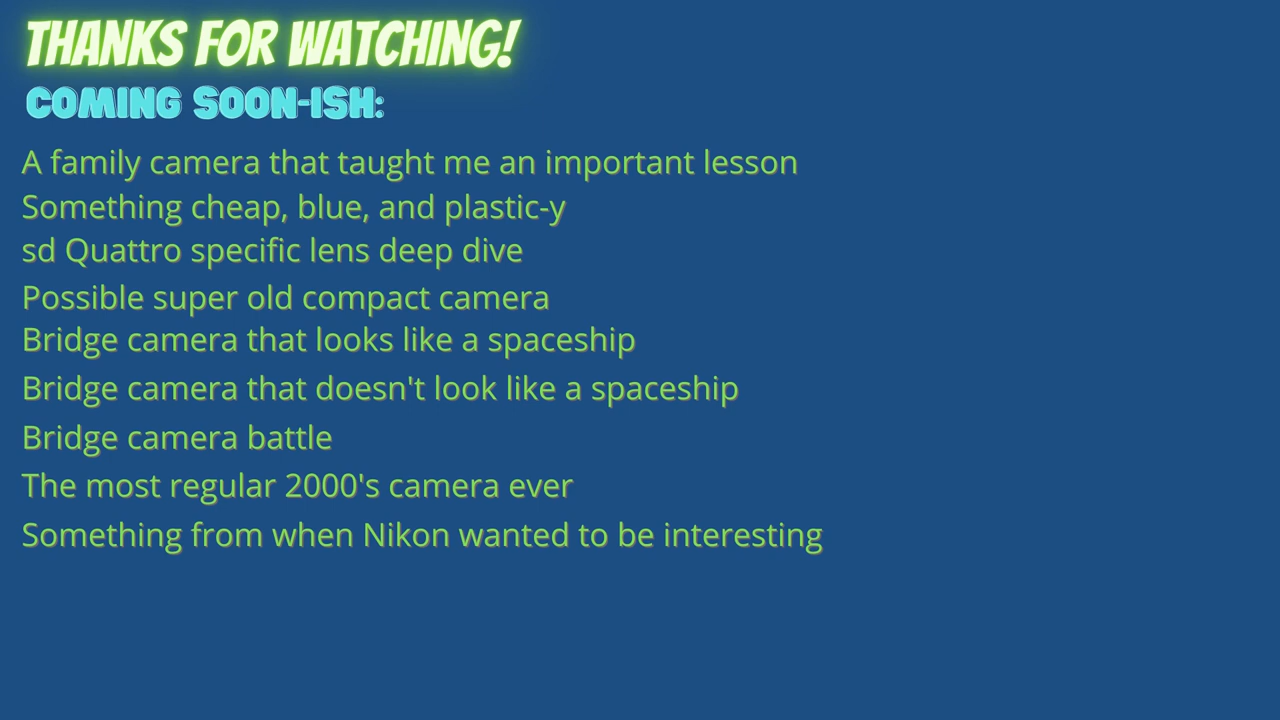 THANKS FOR WATCHING!
COMING SOON-ISH:
A family camera that taught me an important lesson
Something cheap, blue, and plastic-y
sd Quattro specific lens deep dive
Possible super old compact camera
Bridge camera that looks like a spaceship
Bridge camera that doesn't look like a spaceship
Bridge camera battle
The most regular 2000's camera ever
Something from when Nikon wanted to be interesting